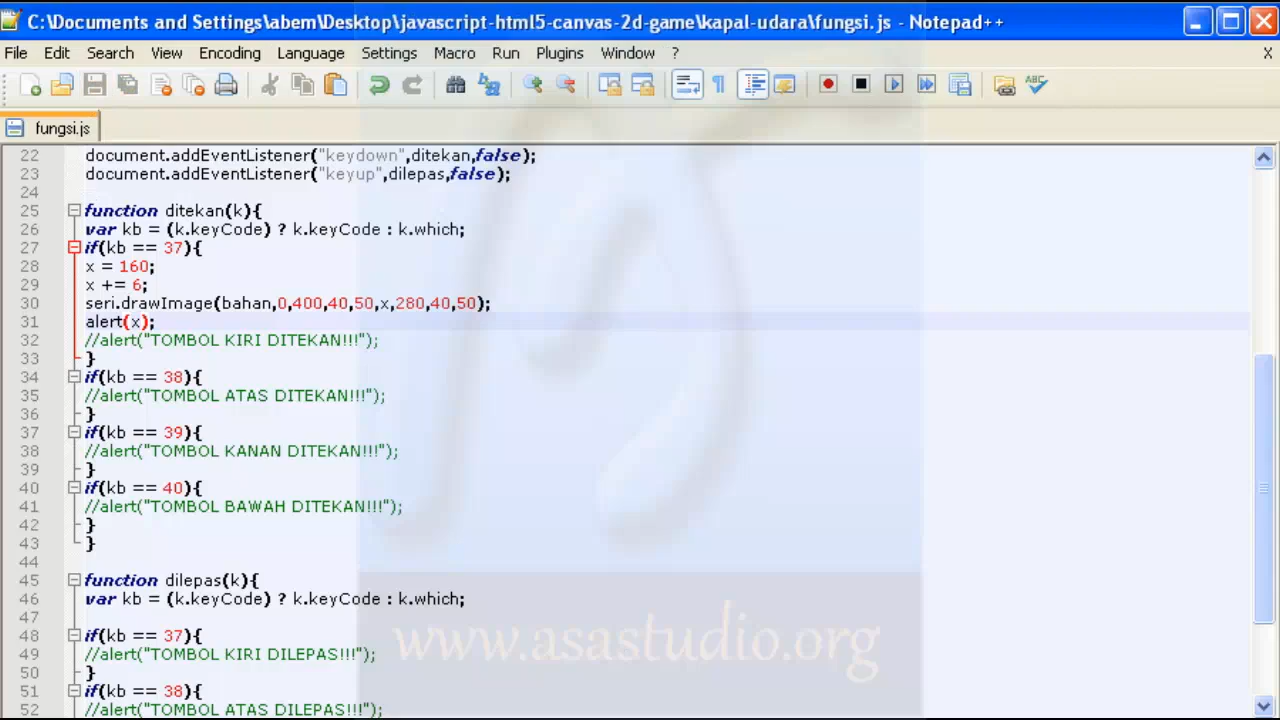 C:\Documents and Settings\abem\Desktop\javascript-html5-canvas-2d-game\kapal-udara\fungsi.js - Notepad++
File Edit Search View Encoding Language Settings Macro Run Plugins Window ? X
fungsi.js
22 document.addEventListener("keydown",ditekan,false);
23 document.addEventListener("keyup",dilepas,false);
24
25 function ditekan(k){
26 var kb = (k.keyCode) ? k.keyCode : k.which;
27 if(kb == 37){
28 x = 160;
29 x += 6;
30 seri.drawImage(bahan,0,400,40,50,x,280,40,50);
31 alert(x);
32 //alert("TOMBOL KIRI DITEKAN!!!");
33 }
34 if(kb == 38){
35 //alert("TOMBOL ATAS DITEKAN!!!");
36 }
37 if(kb == 39){
38 //alert("TOMBOL KANAN DITEKAN!!!");
39 }
40 if(kb == 40){
41 //alert("TOMBOL BAWAH DITEKAN!!!");
42 }
43 }
44
45 function dilepas(k){
46 var kb = (k.keyCode) ? k.keyCode : k.which;
47
48 if(kb == 37){
49 //alert("TOMBOL KIRI DILEPAS!!!");
50 }
51 if(kb == 38){
52 //alert("TOMBOL ATAS DILEPAS!!!");
www.asastudio.org